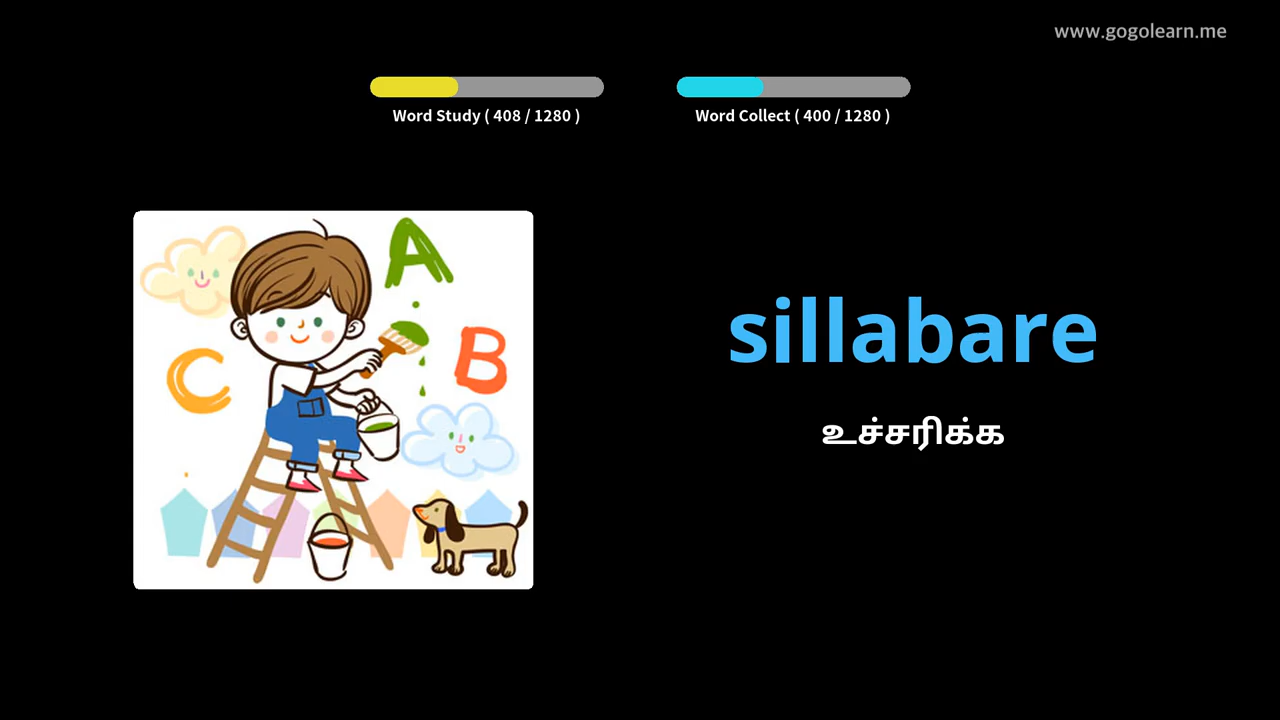 www.gogolearn.me
Word Study ( 408 / 1280 )
Word Collect ( 400 / 1280 )
A
B
C
sillabare
உச்சரிக்க